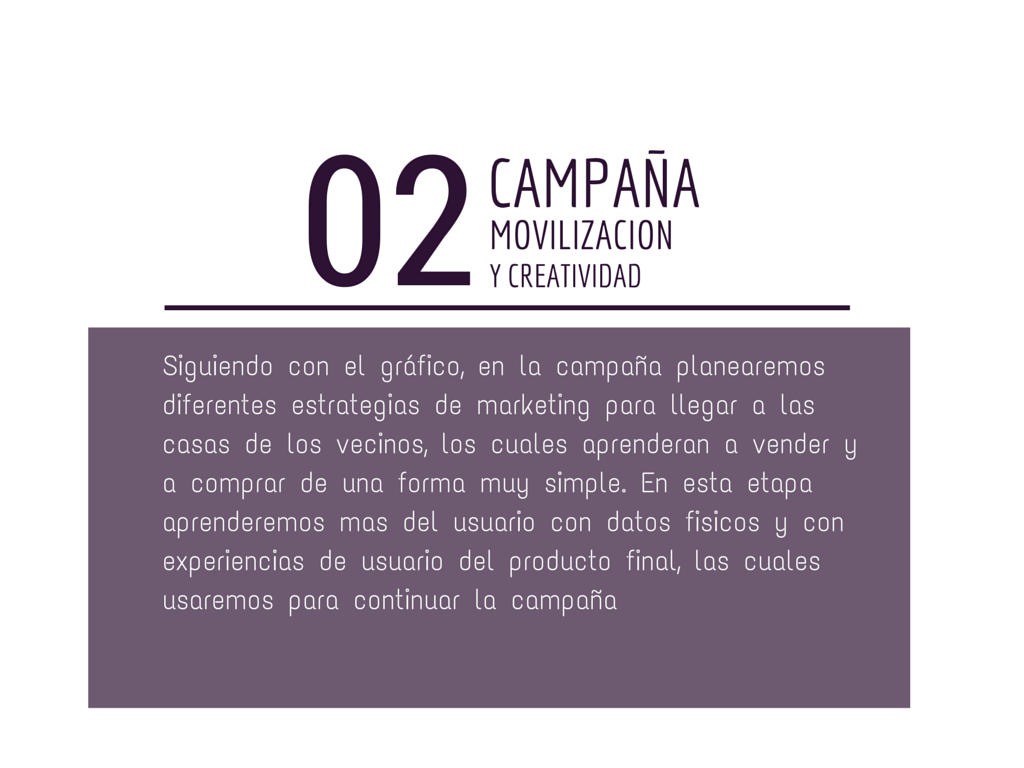 02 CAMPAÑA
MOVILIZACION
Y CREATIVIDAD
Siguiendo con el gráfico, en la campaña planearemos
diferentes estrategias de marketing para llegar a las
casas de los vecinos, los cuales aprenderan a vender y
a comprar de una forma muy simple. En esta etapa
aprenderemos mas del usuario con datos fisicos y con
experiencias de usuario del producto final, las cuales
usaremos para continuar la campaña